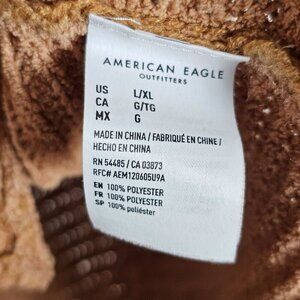 AMERICAN EAGLE
OUTFITTERS
US L/XL
CA G/TG
MX G
MADE IN CHINA / FABRIQUÉ EN CHINE /
HECHO EN CHINA
RN 54485 / CA 03873
RFC# AEM120605U9A
EN 100% POLYESTER
FR 100% POLYESTER
SP 100% poliéster